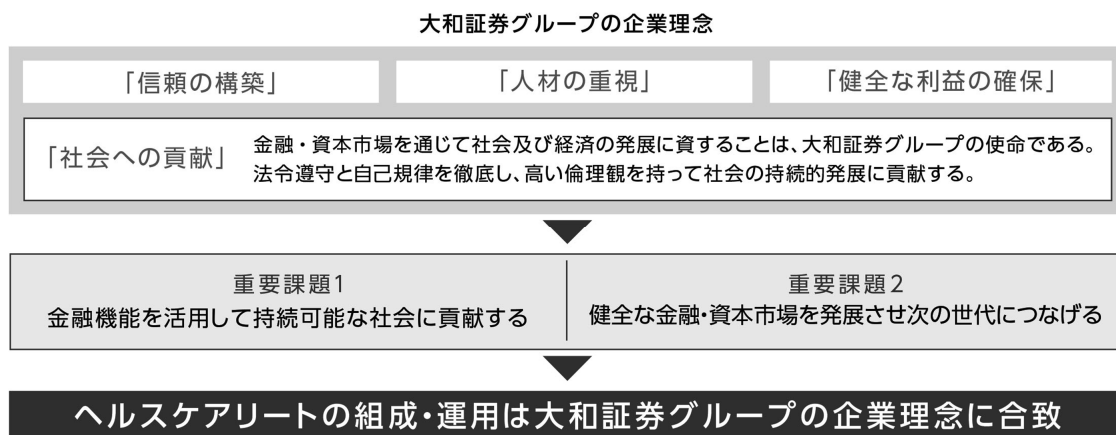 大和証券グループの企業理念
「信頼の構築」
「人材の重視」
「健全な利益の確保」
「社会への貢献」
金融・資本市場を通じて社会及び経済の発展に資することは、大和証券グループの使命である。
法令遵守と自己規律を徹底し、高い倫理観を持って社会の持続的発展に貢献する。
重要課題1
金融機能を活用して持続可能な社会に貢献する
重要課題2
健全な金融・資本市場を発展させ次の世代につなげる
ヘルスケアリートの組成・運用は大和証券グループの企業理念に合致